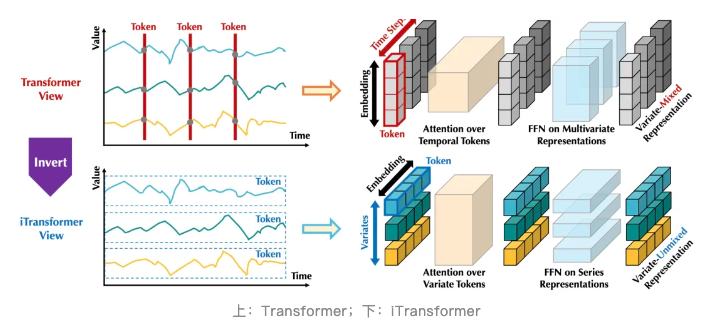 Token Token Token
Value
Transformer
View
Time
Time Step.
Embedding
Token
Attention over
Temporal Tokens
FFN on Multivariate
Representations
Variate-Mixed
Representation
Invert
iTransformer
View
Value
Token
Token
Token
Time
Embedding
Token
Variates
Attention over
Variate Tokens
FFN on Series
Representations
Variate-Unmixed
Representation
上：Transformer；下：iTransformer